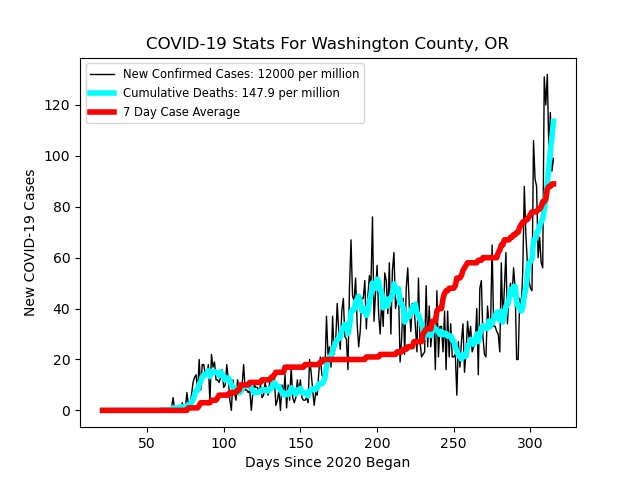 COVID-19 Stats For Washington County, OR
New Confirmed Cases: 12000 per million
Cumulative Deaths: 147.9 per million
7 Day Case Average
New COVID-19 Cases
120
100
80
60
40
20
0
50 100 150 200 250 300
Days Since 2020 Began